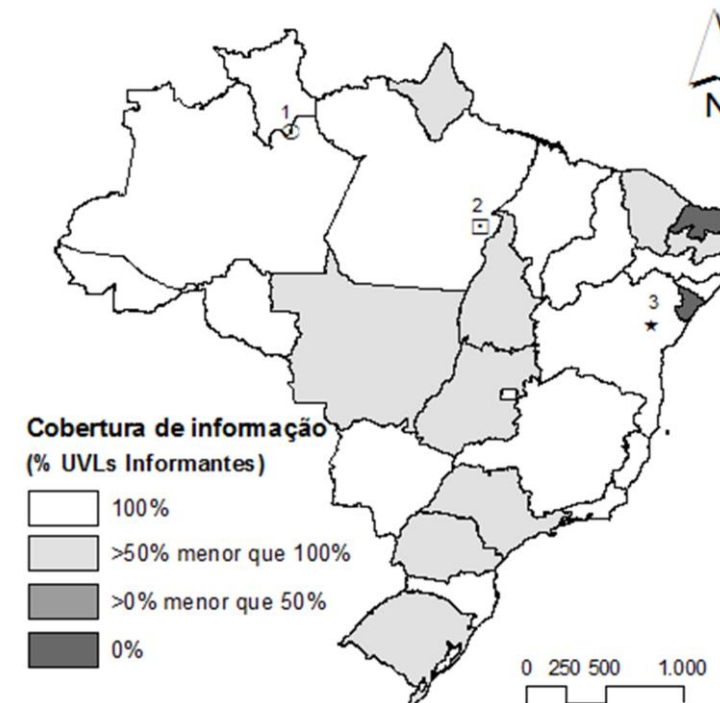 N
1
2
3
Cobertura de informação
(% UVLs Informantes)
100%
>50% menor que 100%
>0% menor que 50%
0%
0 250 500 1.000